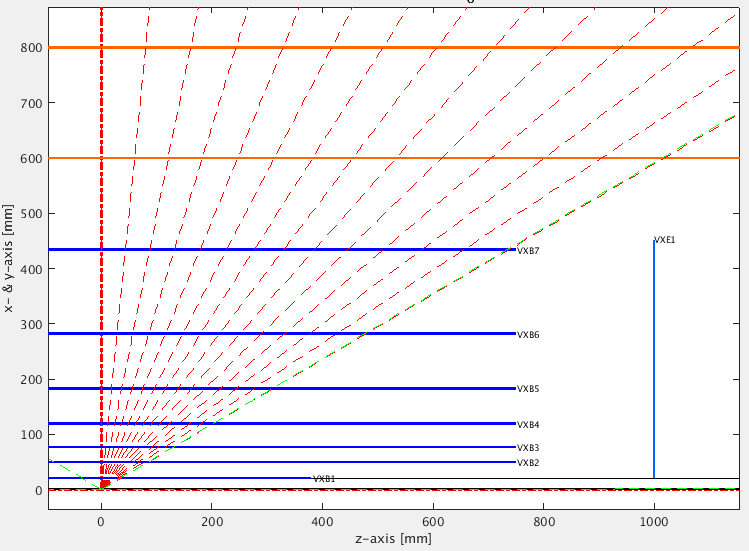 800
700
600
500
400
300
200
100
0
x- & y-axis [mm]
VXE1
VXB7
VXB6
VXB5
VXB4
VXB3
VXB2
VXB1
0 200 400 600 800 1000
z-axis [mm]